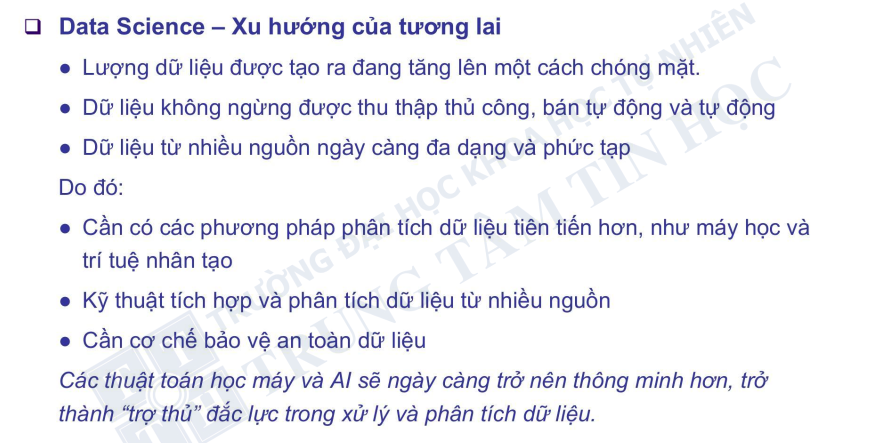 Data Science – Xu hướng của tương lai
● Lượng dữ liệu được tạo ra đang tăng lên một cách chóng mặt.
● Dữ liệu không ngừng được thu thập thủ công, bán tự động và tự động
● Dữ liệu từ nhiều nguồn ngày càng đa dạng và phức tạp
Do đó:
● Cần có các phương pháp phân tích dữ liệu tiên tiến hơn, như máy học và
trí tuệ nhân tạo
● Kỹ thuật tích hợp và phân tích dữ liệu từ nhiều nguồn
● Cần cơ chế bảo vệ an toàn dữ liệu
Các thuật toán học máy và AI sẽ ngày càng trở nên thông minh hơn, trở
thành “trợ thủ” đắc lực trong xử lý và phân tích dữ liệu.
TRƯỜNG ĐẠI HỌC KHOA HỌC TỰ NHIÊN
TRUNG TÂM TIN HỌC